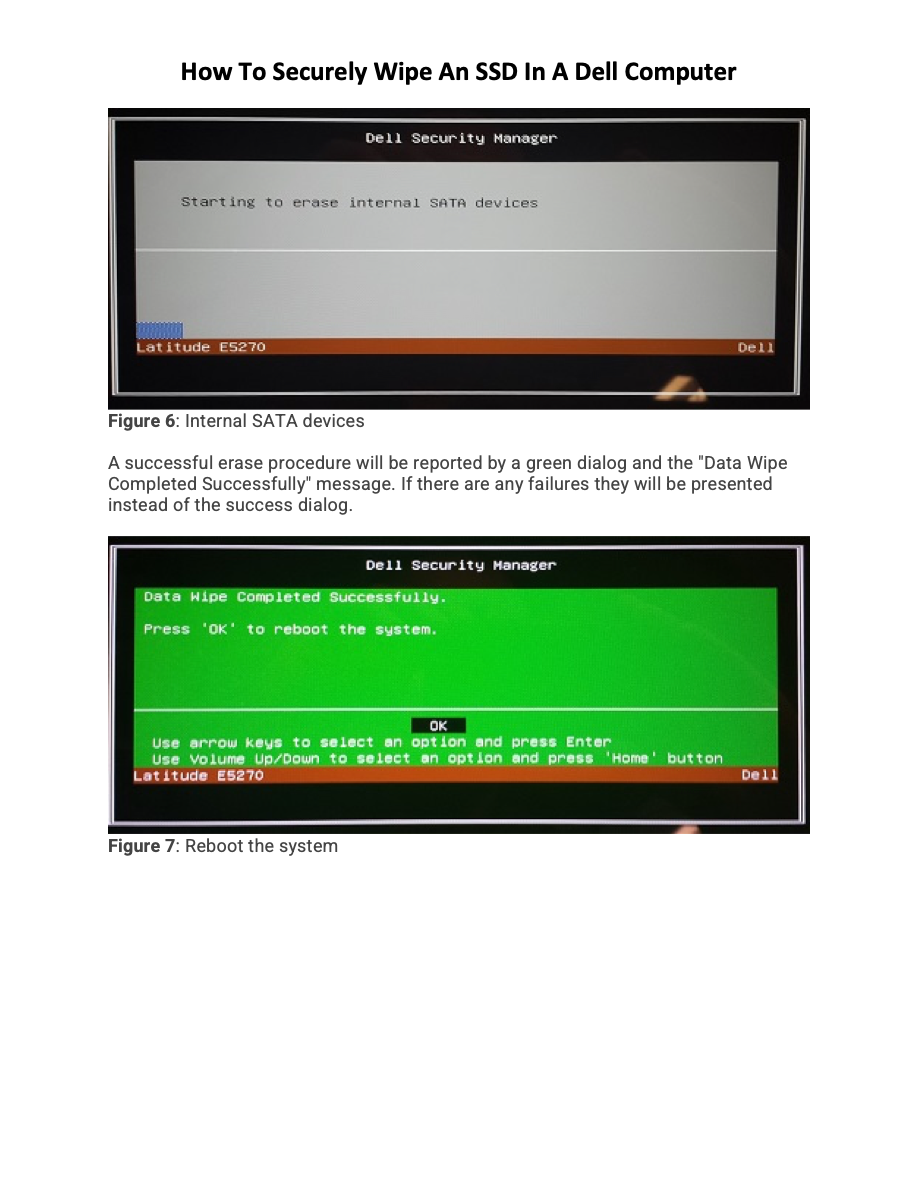 How To Securely Wipe An SSD In A Dell Computer
Dell Security Manager
Starting to erase internal SATA devices
Latitude E5270 Dell
Figure 6: Internal SATA devices
A successful erase procedure will be reported by a green dialog and the "Data Wipe
Completed Successfully" message. If there are any failures they will be presented
instead of the success dialog.
Dell Security Manager
Data Wipe Completed Successfully.
Press 'OK' to reboot the system.
OK
Use arrow keys to select an option and press Enter
Use Volume Up/Down to select an option and press 'Home' button
Latitude E5270 Dell
Figure 7: Reboot the system